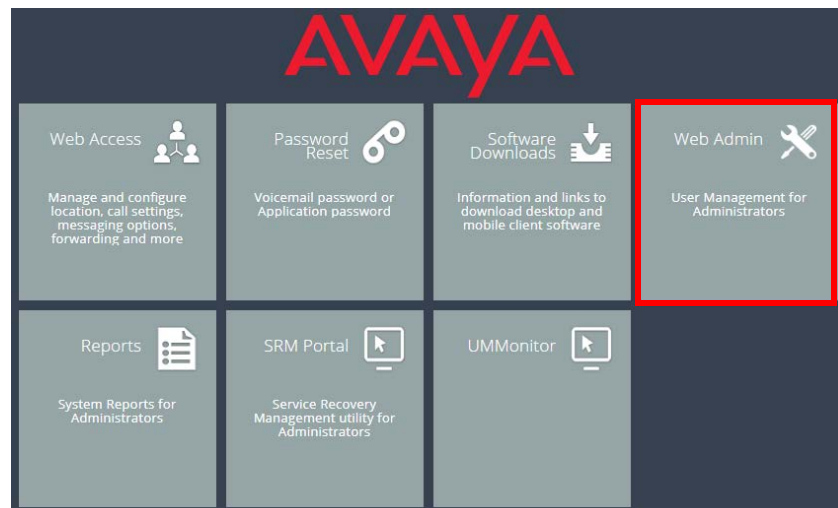 AVAYA
Web Access
Manage and configure
location, call settings,
messaging options,
forwarding and more
Password
Reset
Voicemail password or
Application password
Software
Downloads
Information and links to
download desktop and
mobile client software
Web Admin
User Management for
Administrators
Reports
System Reports for
Administrators
SRM Portal
Service Recovery
Management utility for
Administrators
UMMonitor